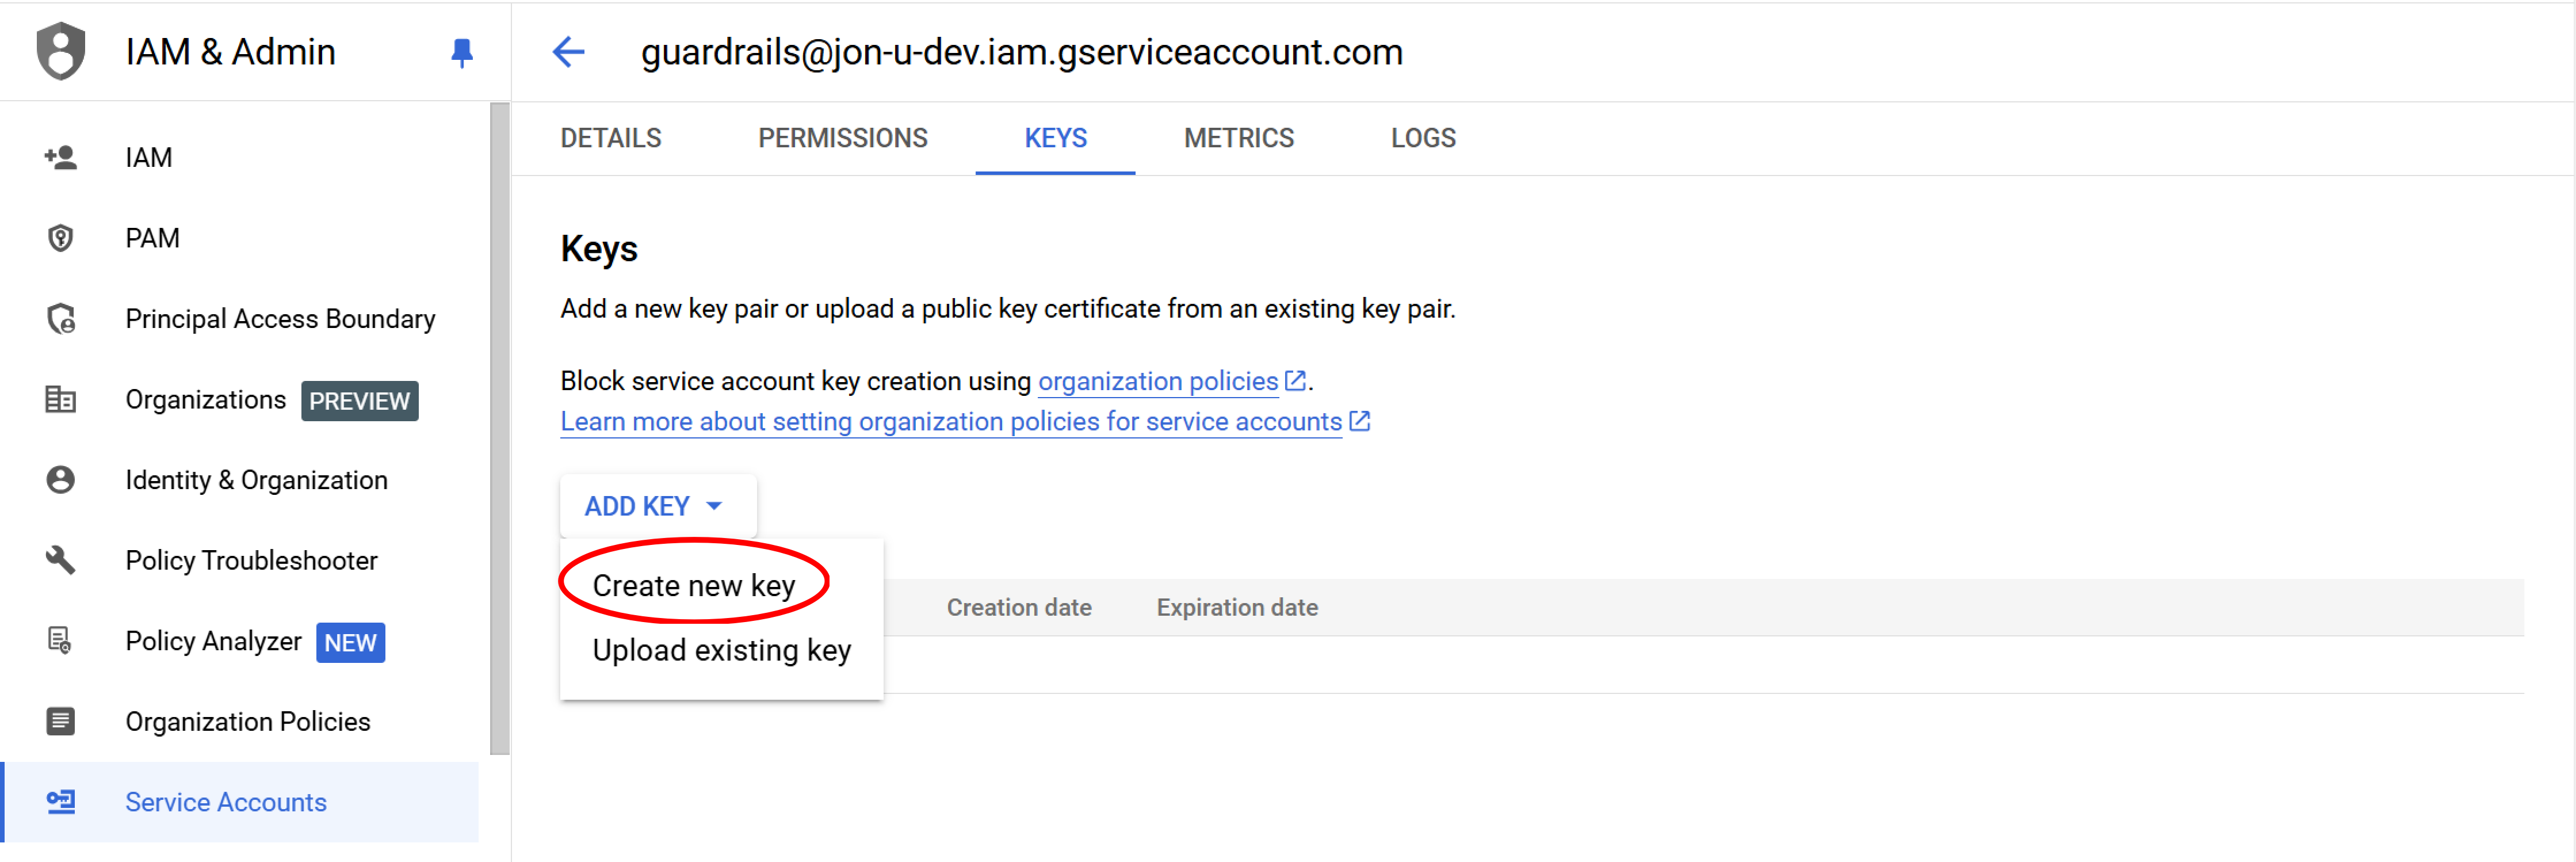 IAM & Admin
guardrails@jon-u-dev.iam.gserviceaccount.com
IAM
PAM
Principal Access Boundary
Organizations PREVIEW
Identity & Organization
Policy Troubleshooter
Policy Analyzer NEW
Organization Policies
Service Accounts
DETAILS PERMISSIONS KEYS METRICS LOGS
Keys
Add a new key pair or upload a public key certificate from an existing key pair.
Block service account key creation using organization policies.
Learn more about setting organization policies for service accounts
ADD KEY
Create new key
Upload existing key
Creation date Expiration date